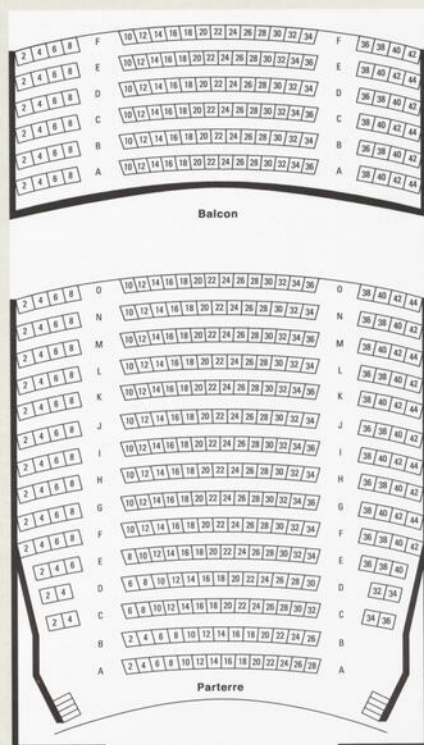 2 4 6 8 F 10 12 14 16 18 20 22 24 26 28 30 32 34 F 36 38 40 42
2 4 6 8 E 10 12 14 16 18 20 22 24 26 28 30 32 34 36 E 38 40 42 44
2 4 6 8 D 10 12 14 16 18 20 22 24 26 28 30 32 34 D 36 38 40 42
2 4 6 8 C 10 12 14 16 18 20 22 24 26 28 30 32 34 36 C 38 40 42 44
2 4 6 8 B 10 12 14 16 18 20 22 24 26 28 30 32 34 B 36 38 40 42
2 4 6 8 A 10 12 14 16 18 20 22 24 26 28 30 32 34 36 A 38 40 42 44
Balcon
2 4 6 8 O 10 12 14 16 18 20 22 24 26 28 30 32 34 36 O 38 40 42 44
2 4 6 8 N 10 12 14 16 18 20 22 24 26 28 30 32 34 N 36 38 40 42
2 4 6 8 M 10 12 14 16 18 20 22 24 26 28 30 32 34 36 M 38 40 42 44
2 4 6 8 L 10 12 14 16 18 20 22 24 26 28 30 32 34 L 36 38 40 42
2 4 6 8 K 10 12 14 16 18 20 22 24 26 28 30 32 34 36 K 38 40 42 44
2 4 6 8 J 10 12 14 16 18 20 22 24 26 28 30 32 34 J 36 38 40 42
2 4 6 8 I 10 12 14 16 18 20 22 24 26 28 30 32 34 36 I 38 40 42 44
2 4 6 8 H 10 12 14 16 18 20 22 24 26 28 30 32 34 H 36 38 40 42
2 4 6 8 G 10 12 14 16 18 20 22 24 26 28 30 32 34 36 G 38 40 42 44
2 4 6 8 F 10 12 14 16 18 20 22 24 26 28 30 32 34 F 36 38 40 42
2 4 6 E 8 10 12 14 16 18 20 22 24 26 28 30 32 34 E 36 38 40
2 4 D 6 8 10 12 14 16 18 20 22 24 26 28 30 D 32 34
2 4 C 6 8 10 12 14 16 18 20 22 24 26 28 30 32 C 34 36
B 2 4 6 8 10 12 14 16 18 20 22 24 26 B
A 2 4 6 8 10 12 14 16 18 20 22 24 26 28 A
Parterre